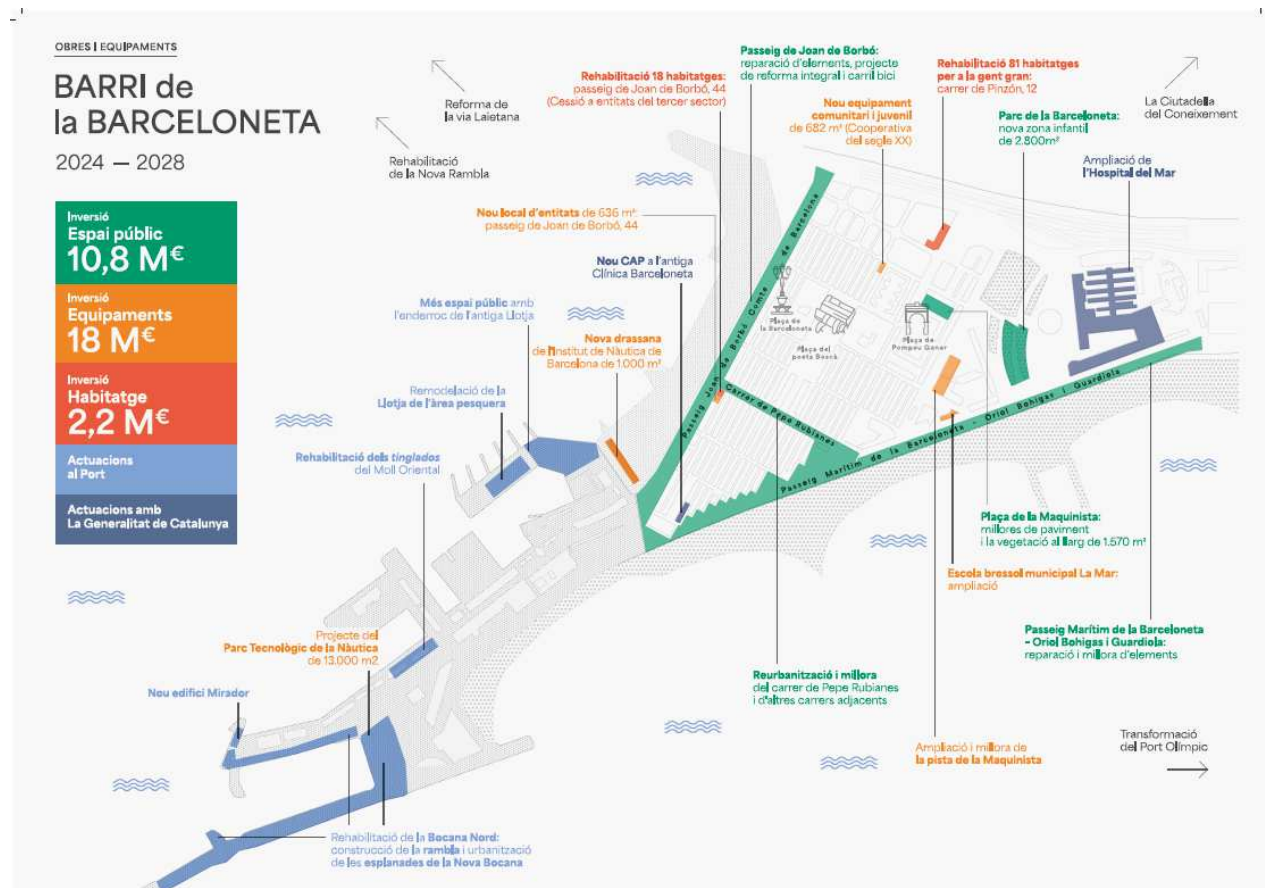 OBRES I EQUIPAMENTS
BARRI de
la BARCELONETA
2024 — 2028
Inversió
Espai públic
10,8 M€
Inversió
Equipaments
18 M€
Inversió
Habitatge
2,2 M€
Actuacions
al Port
Actuacions amb
La Generalitat de Catalunya
Reforma de
la via Laietana
Rehabilitació
de la Nova Rambla
Rehabilitació 18 habitatges:
passeig de Joan de Borbó, 44
(Cessió a entitats del tercer sector)
Passeig de Joan de Borbó:
reparació d'elements, projecte
de reforma integral i carril bici
Nou equipament
comunitari i juvenil
de 682 m² (Cooperativa
del segle XX)
Rehabilitació 81 habitatges
per a la gent gran:
carrer de Pinzón, 12
Parc de la Barceloneta:
nova zona infantil
de 2.800m²
La Ciutadella
del Coneixement
Ampliació de
l'Hospital del Mar
Nou local d'entitats de 636 m²:
passeig de Joan de Borbó, 44
Nou CAP a l'antiga
Clínica Barceloneta
Més espai públic amb
l'enderroc de l'antiga Llotja
Nova drassana
de l'Institut de Nàutica de
Barcelona de 1.000 m²
Remodelació de la
Llotja de l'àrea pesquera
Rehabilitació dels tinglados
del Moll Oriental
Passeig Joan de Borbó Comte de Barcelona
Plaça de
la Barceloneta
Plaça del
poeta Boscà
Plaça de
Pompeu Gener
Carrer de Pepe Rubianes
Passeig Marítim de la Barceloneta - Oriol Bohigas i Guardiola
Plaça de la Maquinista:
millores de paviment
i la vegetació al llarg de 1.570 m²
Escola bressol municipal La Mar:
ampliació
Passeig Marítim de la Barceloneta
– Oriol Bohigas i Guardiola:
reparació i millora d'elements
Projecte del
Parc Tecnològic de la Nàutica
de 13.000 m2
Nou edifici Mirador
Reurbanització i millora
del carrer de Pepe Rubianes
i d'altres carrers adjacents
Ampliació i millora de
la pista de la Maquinista
Transformació
del Port Olímpic
Rehabilitació de la Bocana Nord:
construcció de la rambla i urbanització
de les esplanades de la Nova Bocana